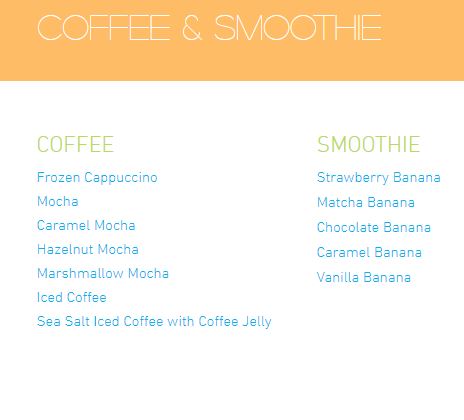 COFFEE & SMOOTHIE
COFFEE
Frozen Cappuccino
Mocha
Caramel Mocha
Hazelnut Mocha
Marshmallow Mocha
Iced Coffee
Sea Salt Iced Coffee with Coffee Jelly
SMOOTHIE
Strawberry Banana
Matcha Banana
Chocolate Banana
Caramel Banana
Vanilla Banana